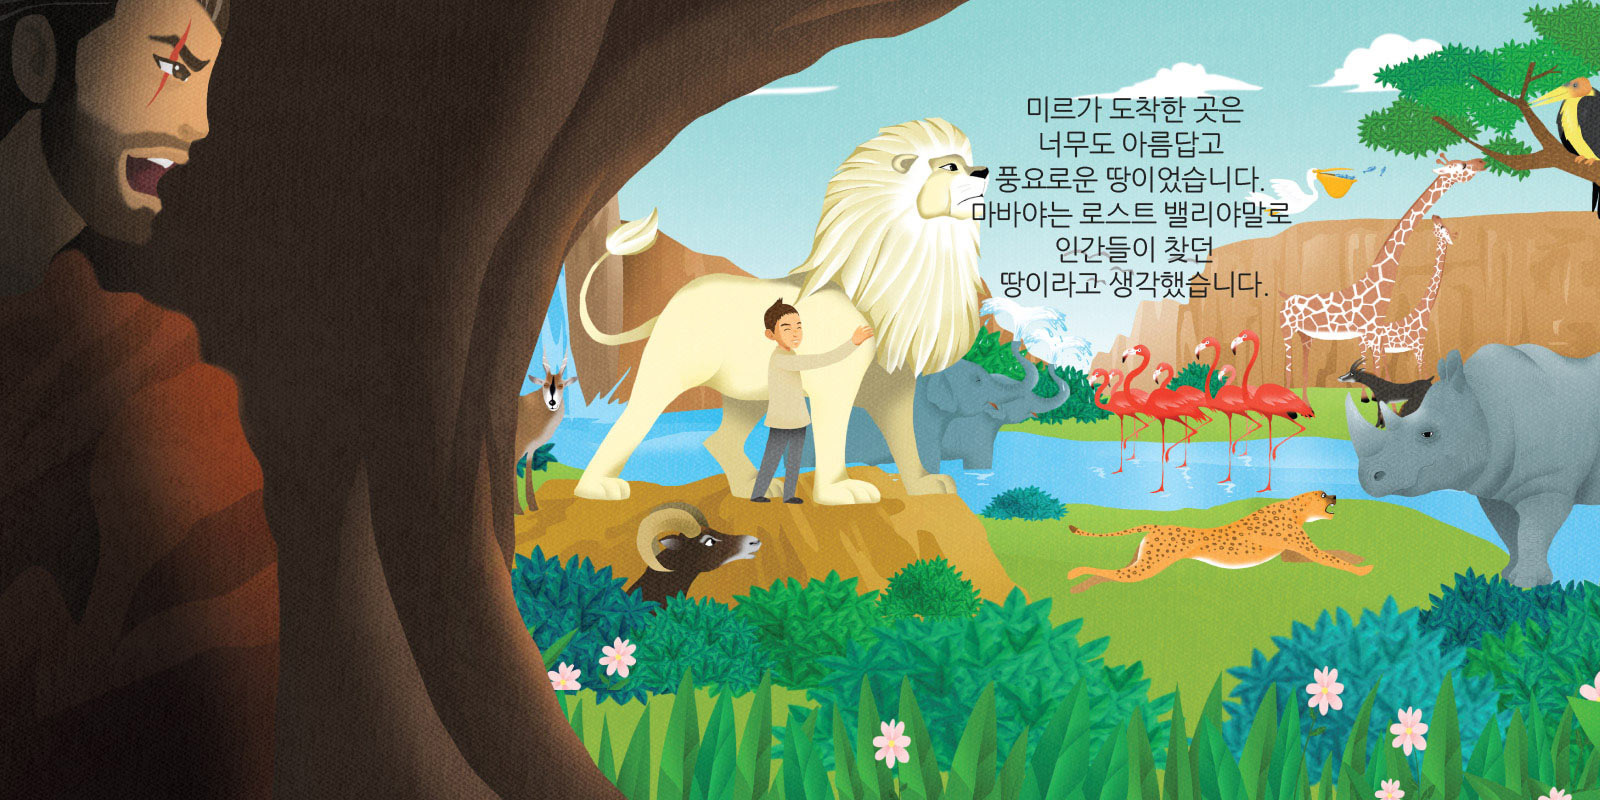 미르가 도착한 곳은
너무도 아름답고
풍요로운 땅이었습니다.
마바야는 로스트 밸리야말로
인간들이 찾던
땅이라고 생각했습니다.